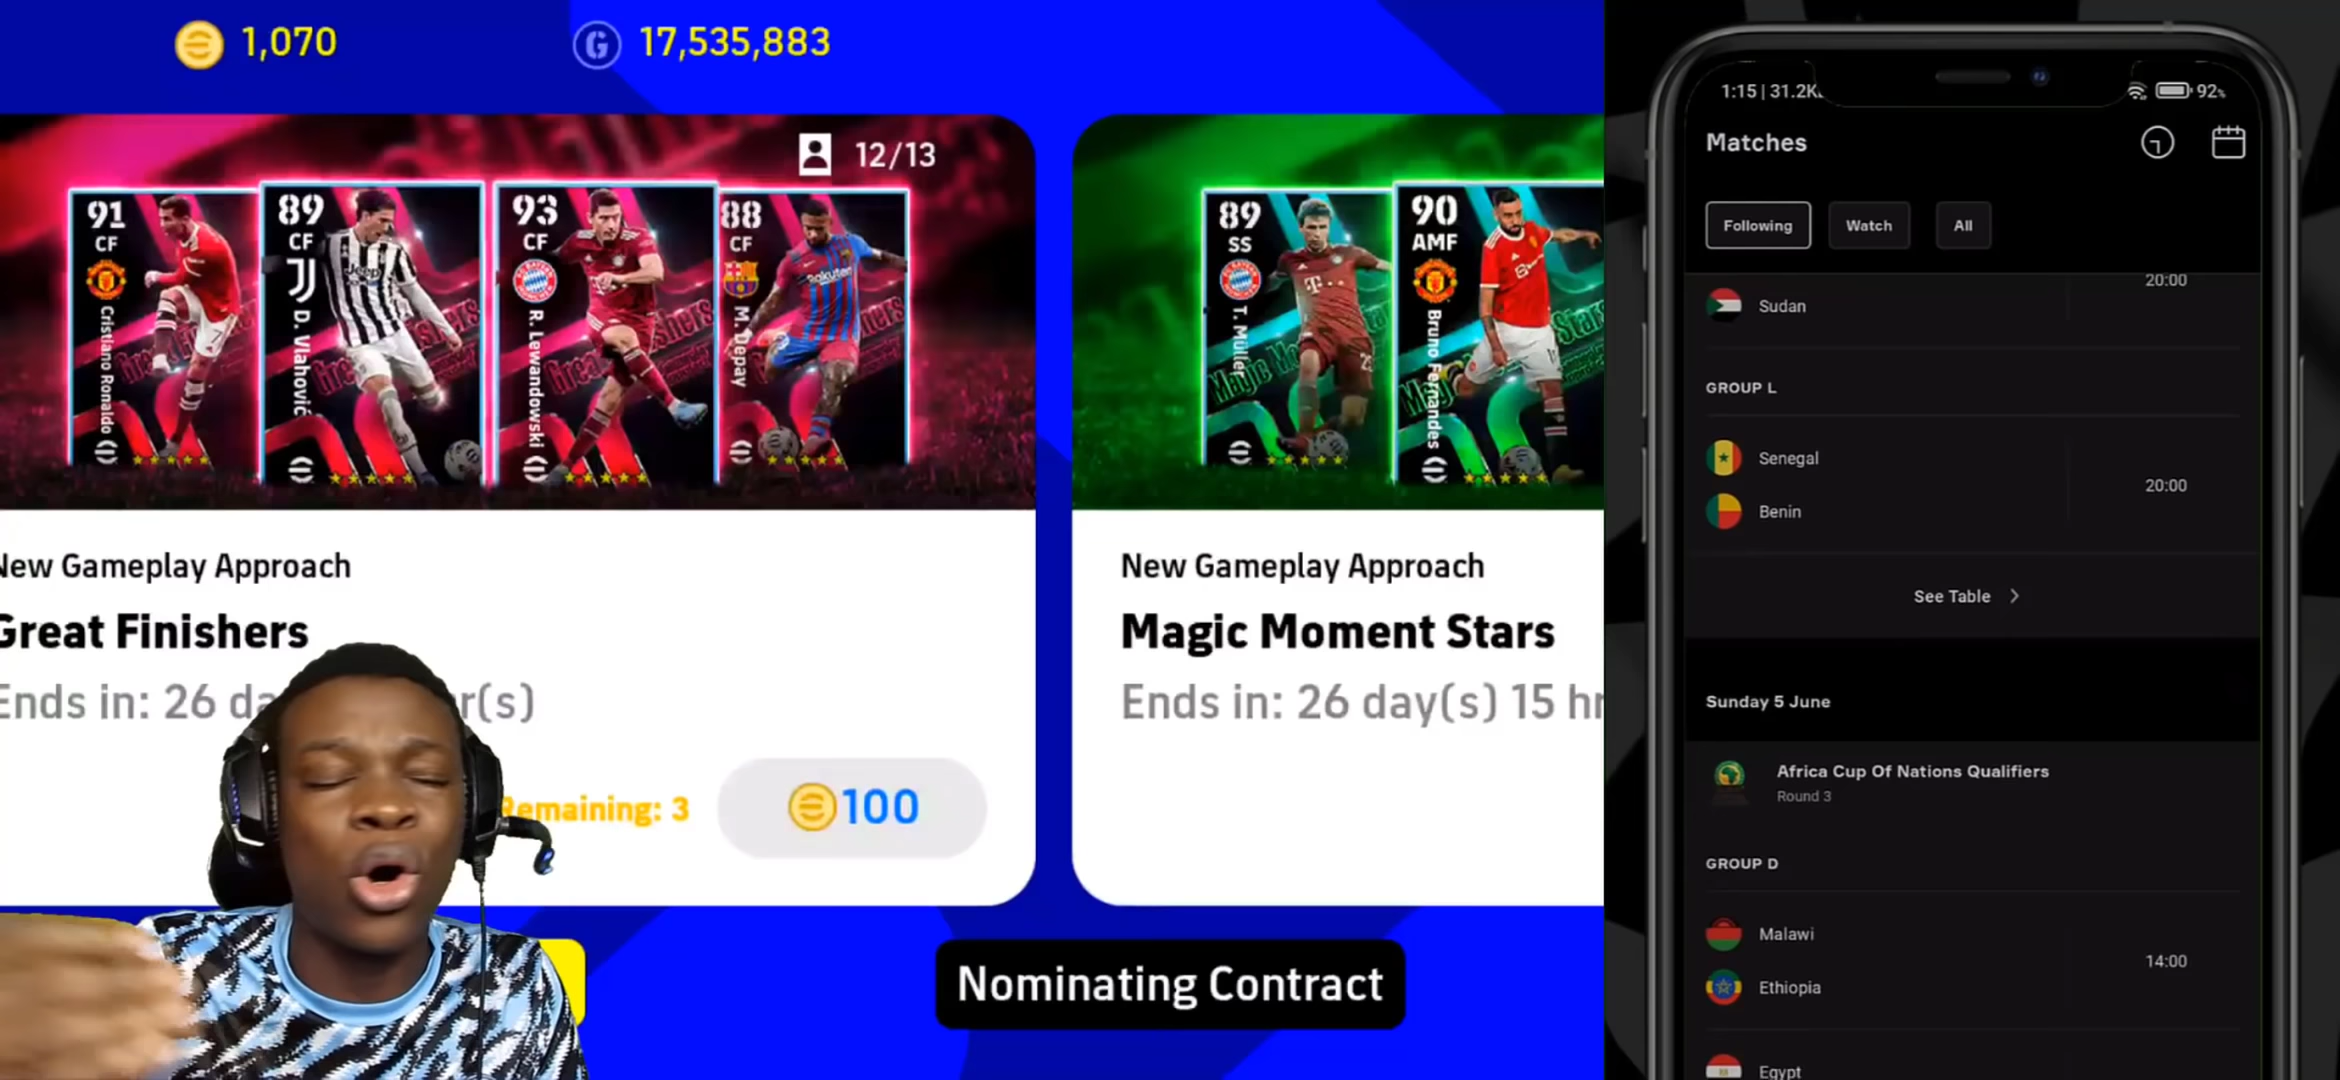 1,070
17,535,883
12/13
91
CF
Cristiano Ronaldo
89
CF
D. Vlahović
Jeep
93
CF
R. Lewandowski
88
CF
M. Depay
Rakuten
89
SS
T. Müller
90
AMF
Bruno Fernandes
New Gameplay Approach
Great Finishers
Ends in: 26 da r(s)
Remaining: 3
100
New Gameplay Approach
Magic Moment Stars
Ends in: 26 day(s) 15 hr
Nominating Contract
1:15 | 31.2K
92%
Matches
Following
Watch
All
20:00
Sudan
GROUP L
Senegal
20:00
Benin
See Table >
Sunday 5 June
Africa Cup Of Nations Qualifiers
Round 3
GROUP D
Malawi
14:00
Ethiopia
Egypt